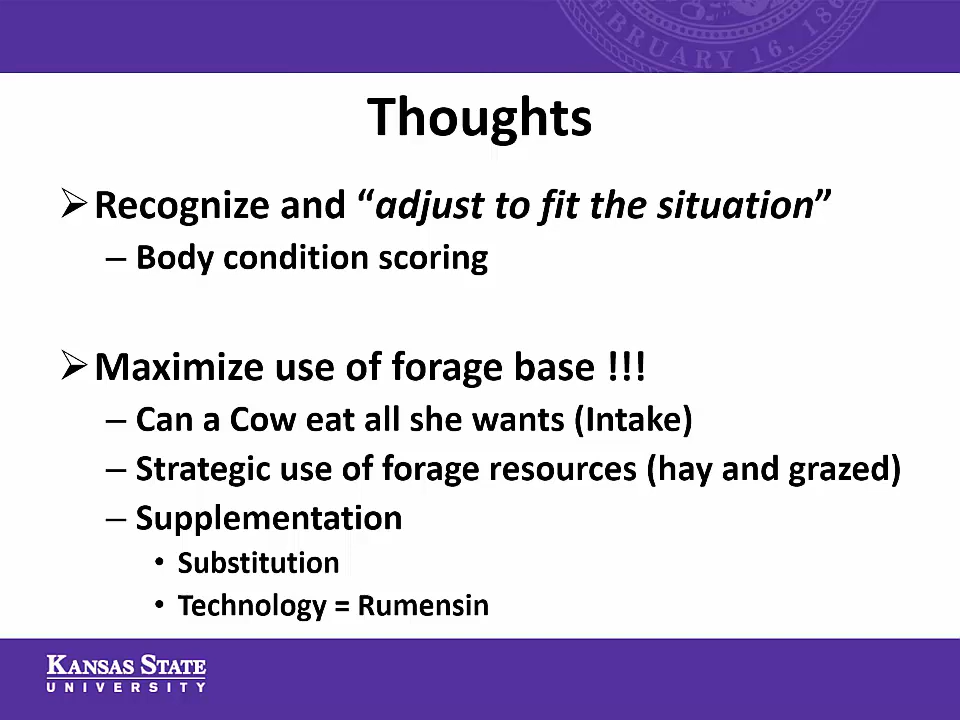 BRUARY 16, 186
Thoughts
➢ Recognize and “adjust to fit the situation”
– Body condition scoring
➢ Maximize use of forage base !!!
– Can a Cow eat all she wants (Intake)
– Strategic use of forage resources (hay and grazed)
– Supplementation
• Substitution
• Technology = Rumensin
KANSAS STATE
UNIVERSITY